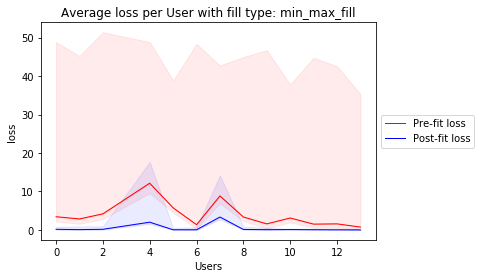 Average loss per User with fill type: min_max_fill
50
40
30
20
10
0
loss
0 2 4 6 8 10 12
Users
Pre-fit loss
Post-fit loss